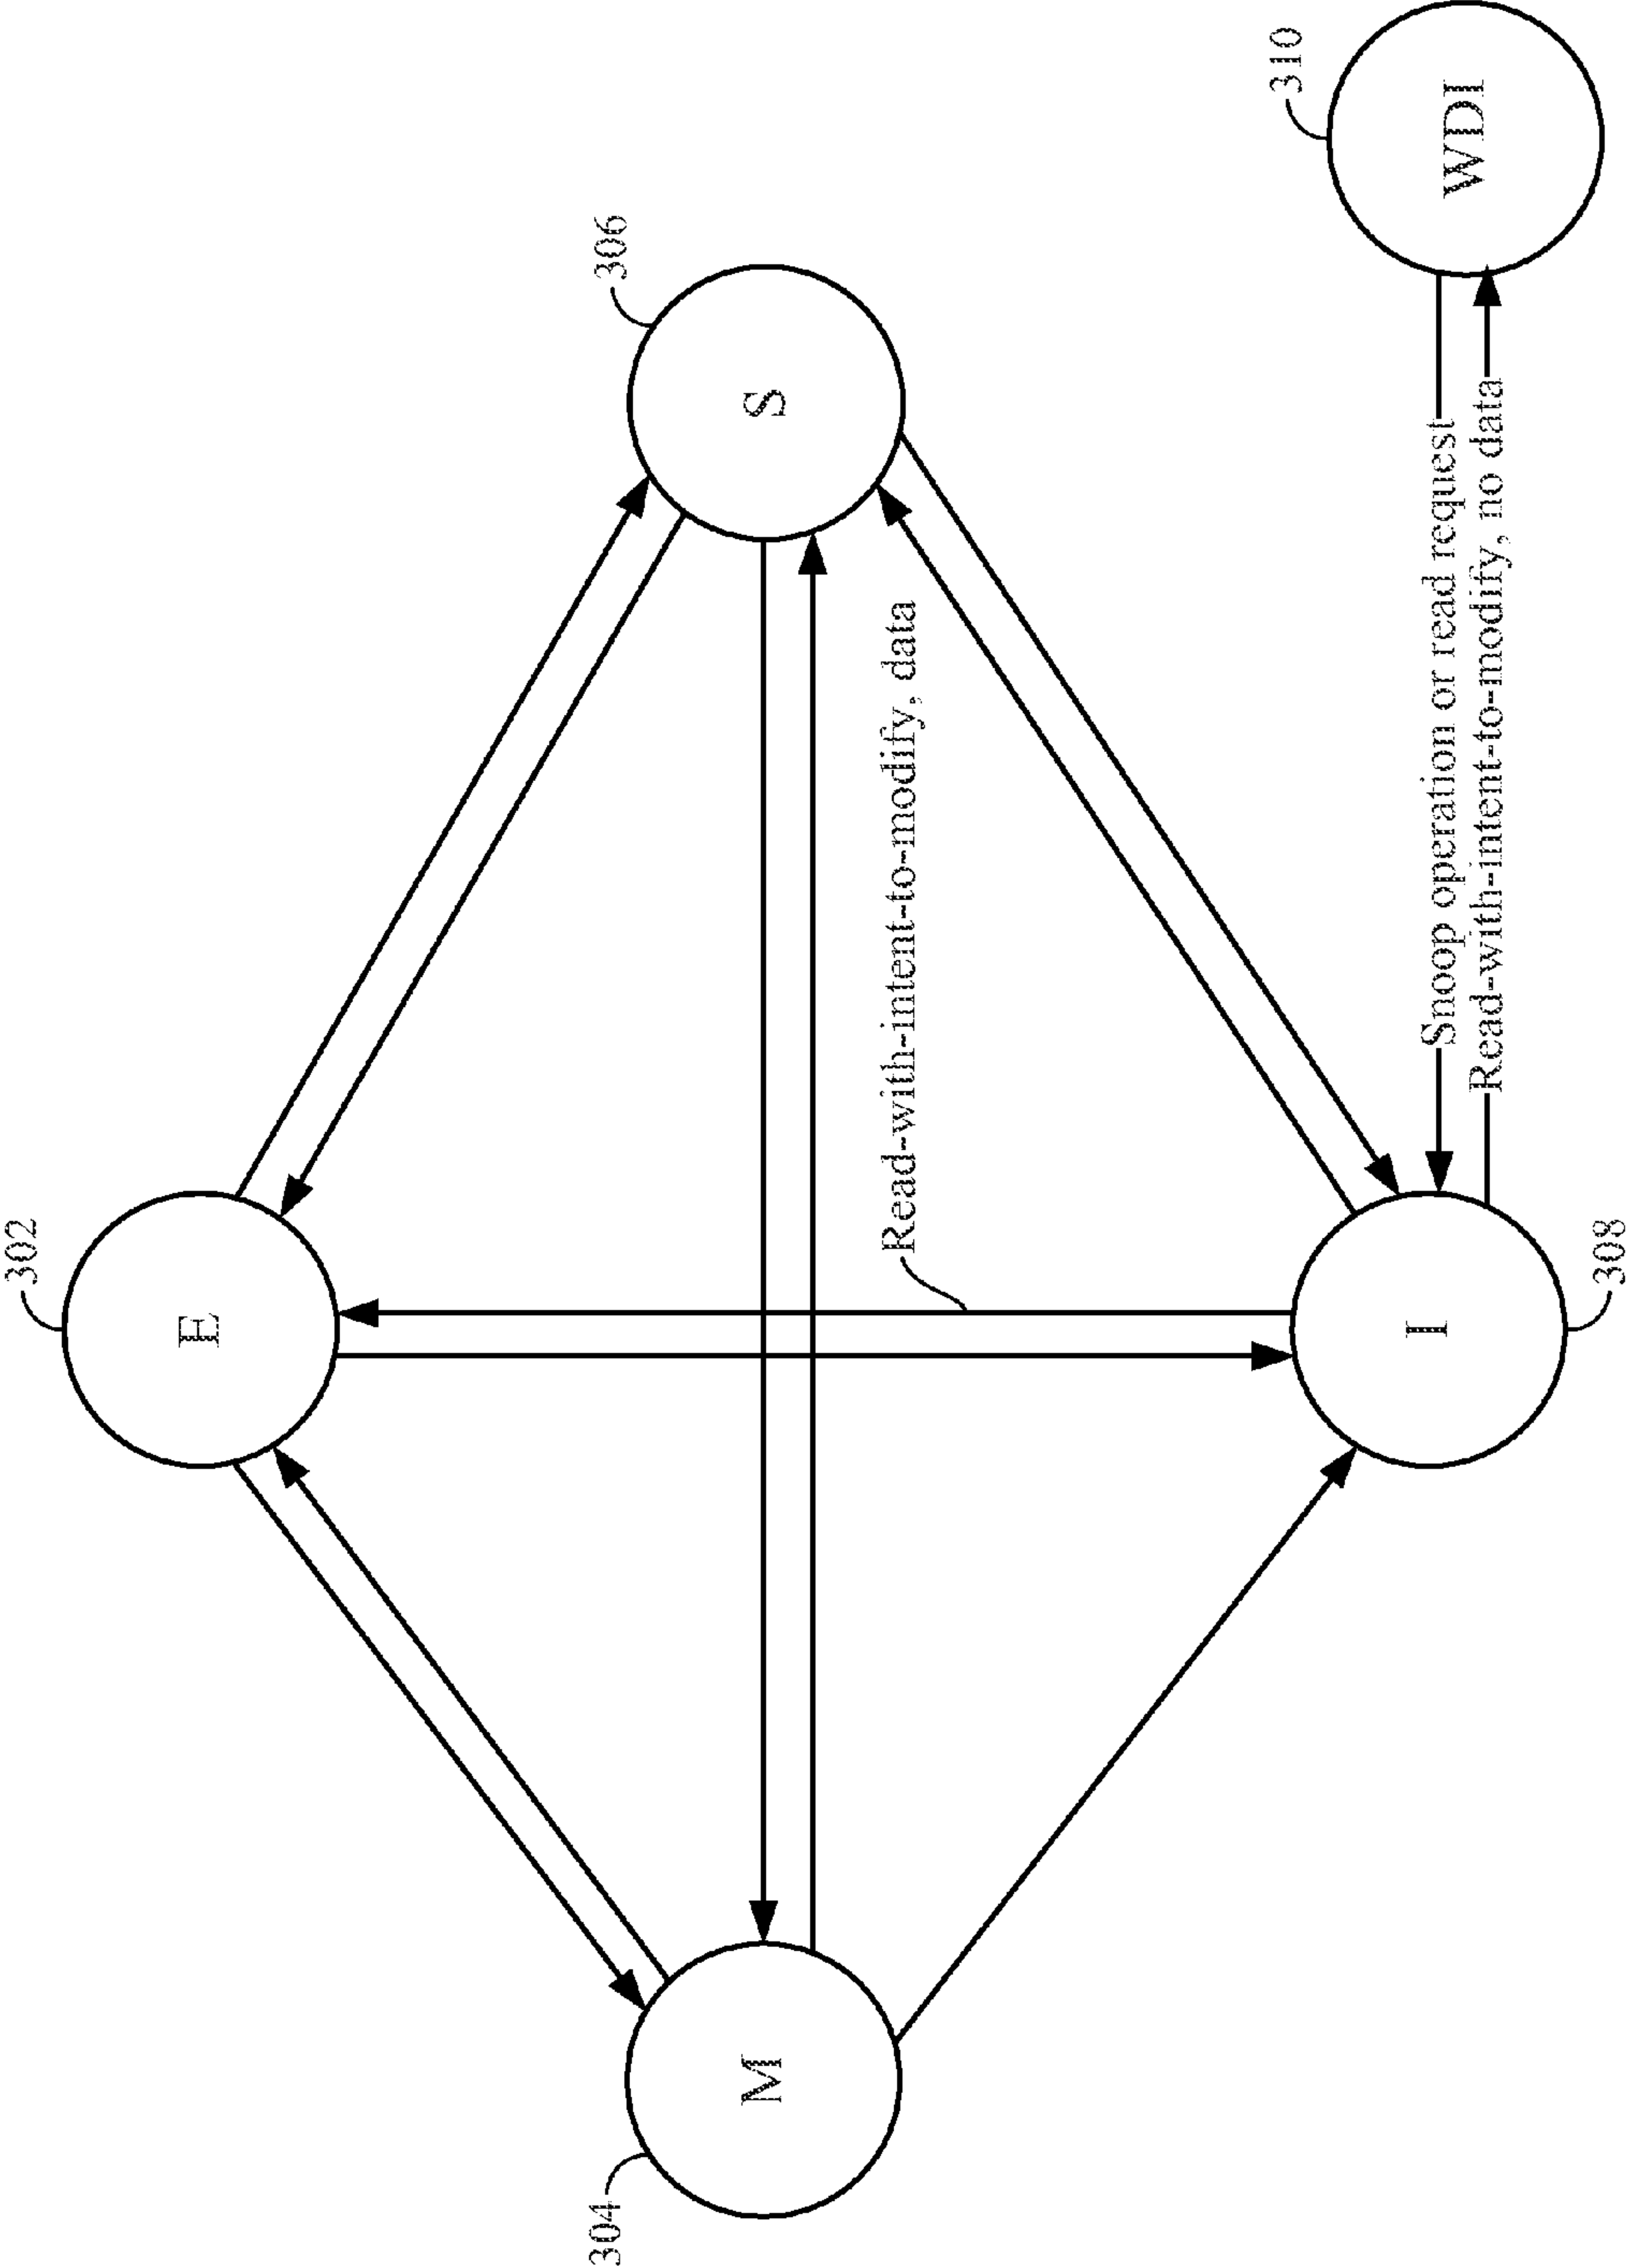 302
E
304
M
306
S
Read-with-intent-to-modify, data
308
I
Snoop operation or read request
Read-with-intent-to-modify, no data
310
WDI